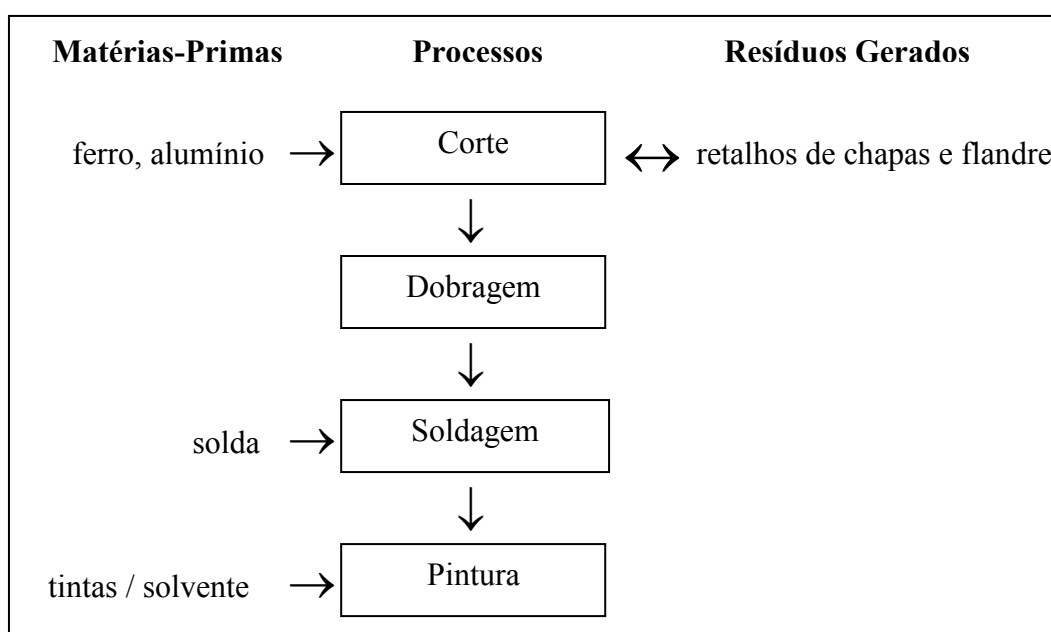 Matérias-Primas Processos Resíduos Gerados
ferro, alumínio → Corte ↔ retalhos de chapas e flandre
↓
Dobragem
↓
solda → Soldagem
↓
tintas / solvente → Pintura